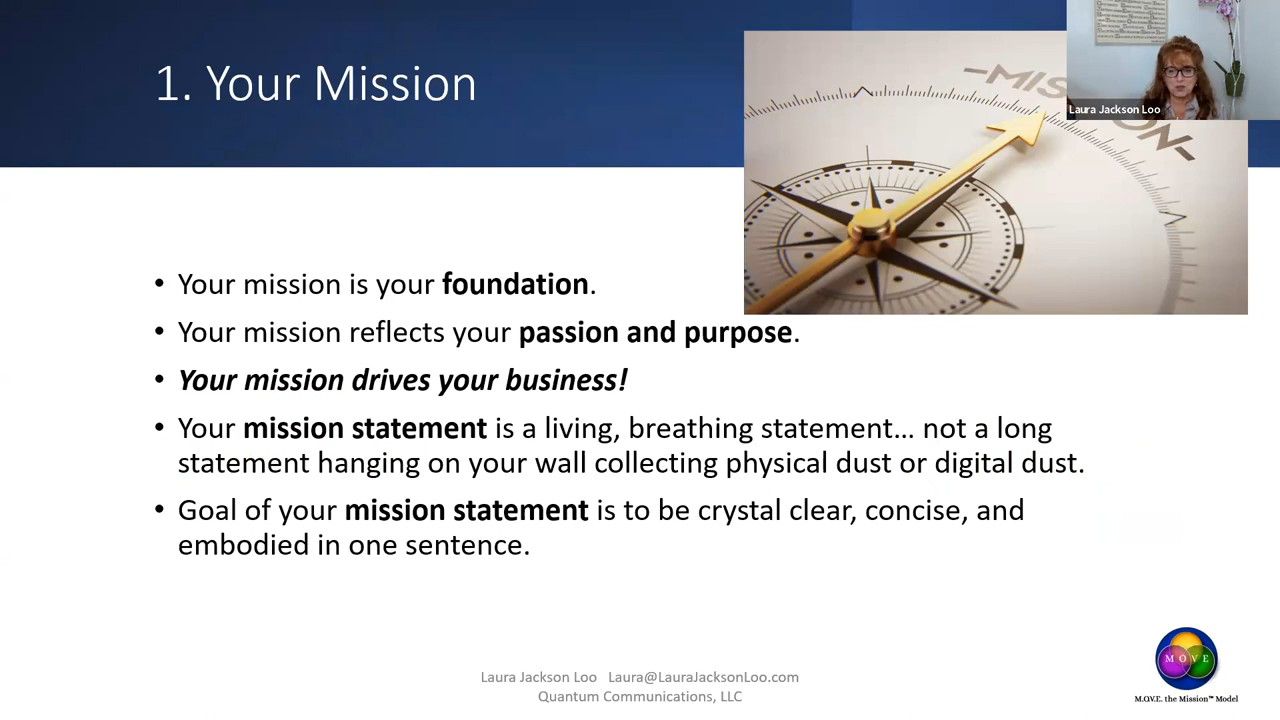 1. Your Mission
Laura Jackson Loo
• Your mission is your foundation.
• Your mission reflects your passion and purpose.
• Your mission drives your business!
• Your mission statement is a living, breathing statement... not a long
statement hanging on your wall collecting physical dust or digital dust.
• Goal of your mission statement is to be crystal clear, concise, and
embodied in one sentence.
Laura Jackson Loo Laura@LauraJacksonLoo.com
Quantum Communications, LLC
M O V E
M.O.V.E. the Mission™ Model